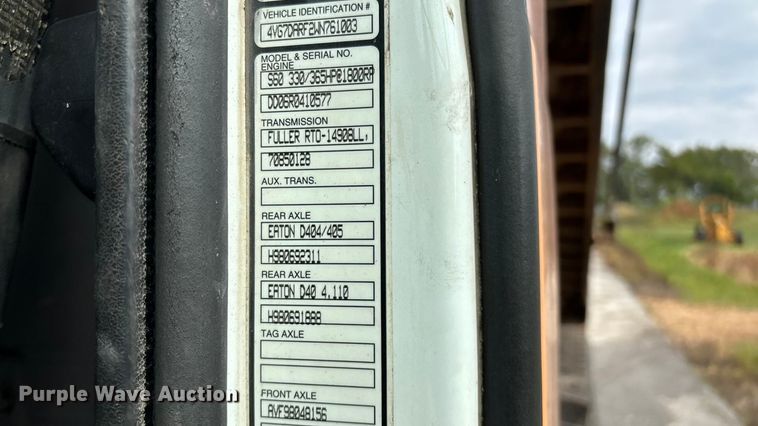 VEHICLE IDENTIFICATION #
4VG7DARF2WN761003
MODEL & SERIAL NO.
ENGINE
S60 330/365HP@1800RP
DD06R0410577
TRANSMISSION
FULLER RTO-14908LL,
70850128
AUX. TRANS.
REAR AXLE
EATON D404/405
H980692311
REAR AXLE
EATON D40 4.110
H980691888
TAG AXLE
FRONT AXLE
AVF98048156
Purple Wave Auction